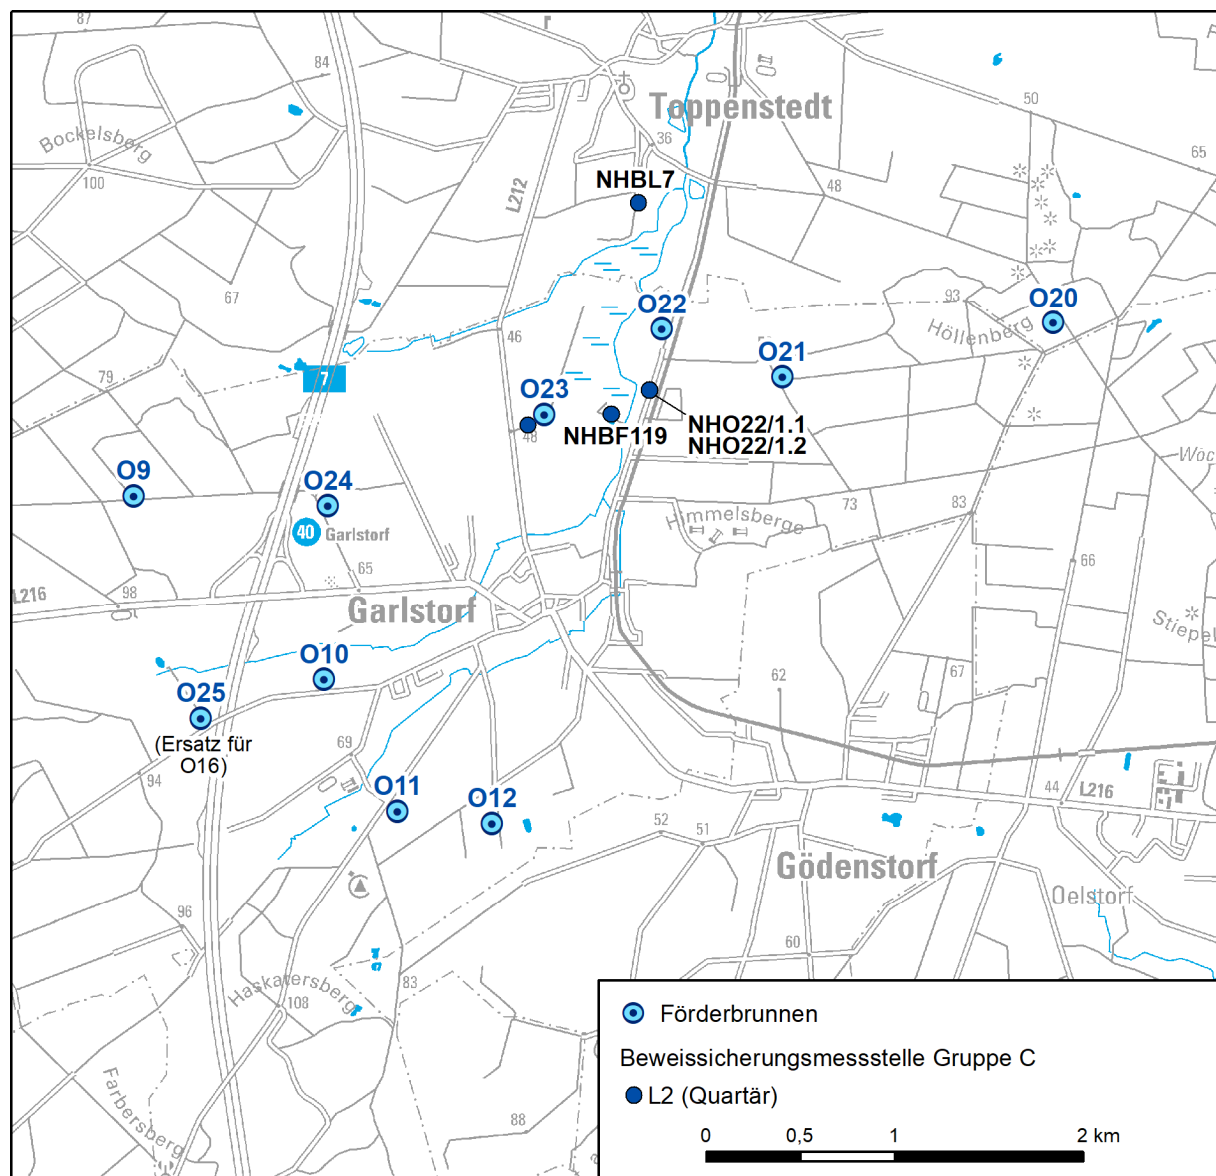 87
84
Toppenstedt
50
Bockelsberg
36
65
100
NHBL7
48
L212
67
93
O22
O20
Höllenberg
46
O21
7
79
O23
48
NHBF119
NHO22/1.1
NHO22/1.2
O9
O24
73
83
Himmelsberge
40
Garlstorf
66
65
L216
98
Garlstorf
O10
62
67
O25
(Ersatz für
O16)
69
94
O11
O12
44
L216
52
51
Gödenstorf
Oelstorf
96
60
Haskatersberg
83
108
Farbersberg
88
Förderbrunnen
Beweissicherungsmessstelle Gruppe C
L2 (Quartär)
0
0,5
1
2 km